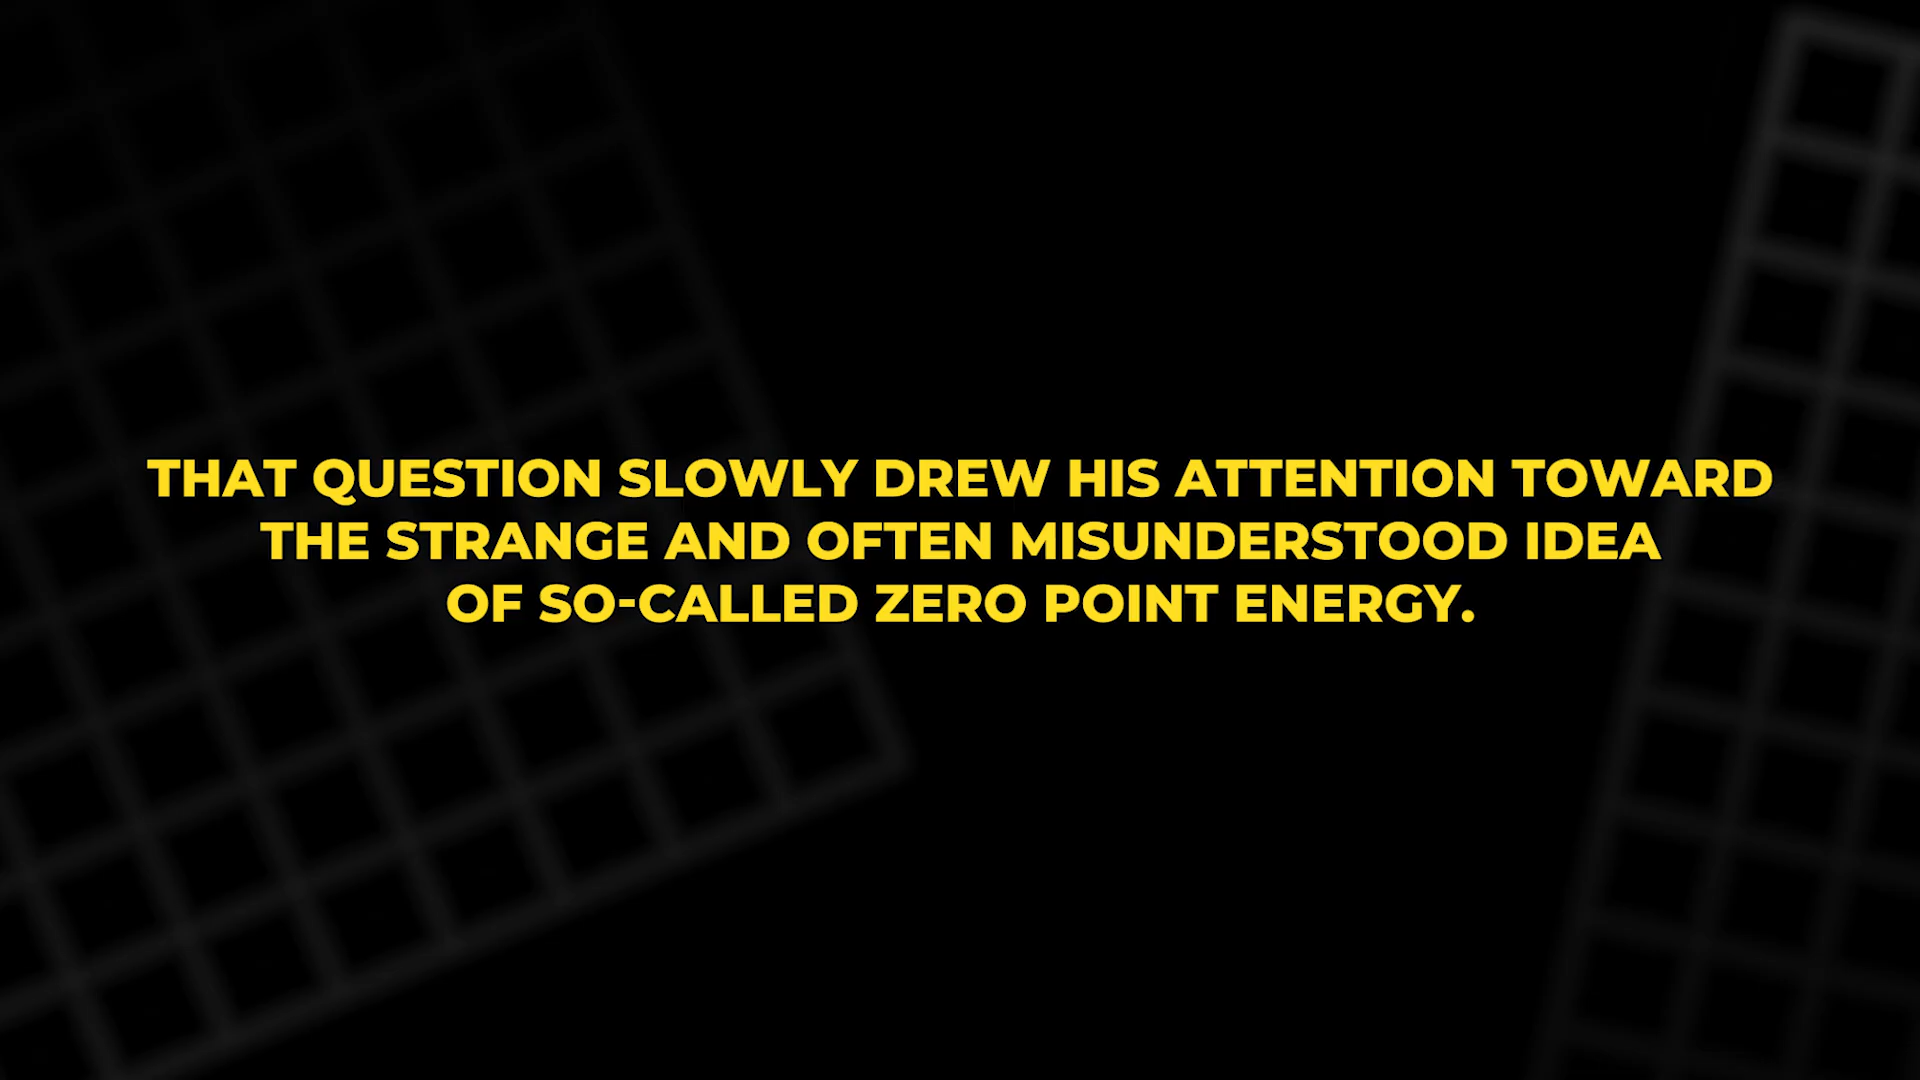 THAT QUESTION SLOWLY DREW HIS ATTENTION TOWARD
THE STRANGE AND OFTEN MISUNDERSTOOD IDEA
OF SO-CALLED ZERO POINT ENERGY.